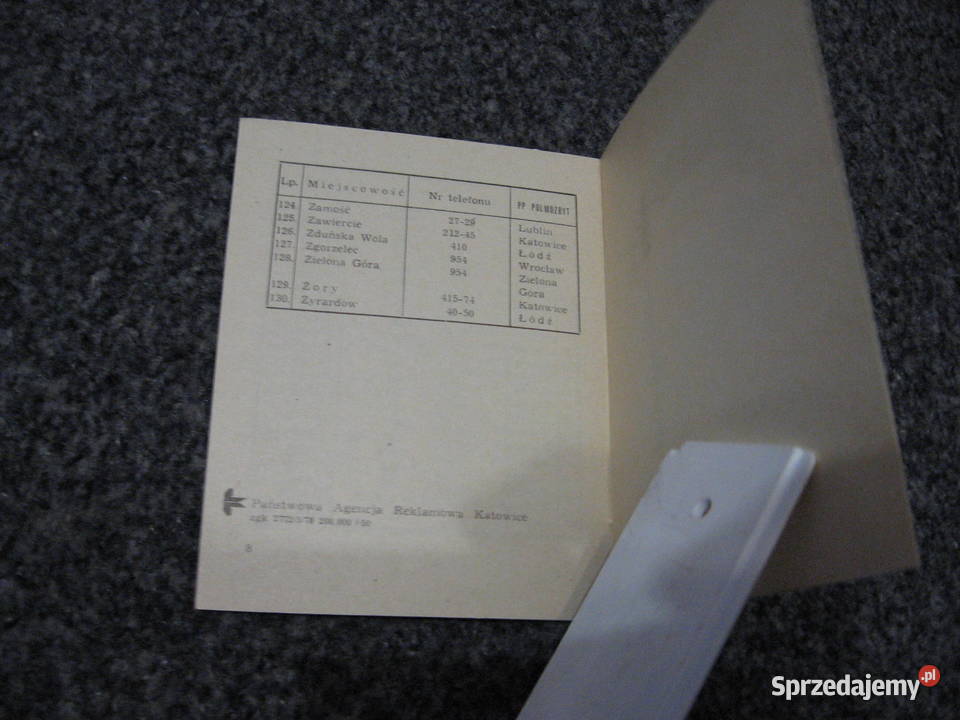 Lp. Miejscowość Nr telefonu PP POLMOZBYT
124. Zamość 27-29 Lublin
125. Zawiercie 212-45 Katowice
126. Zduńska Wola 410 Łódź
127. Zgorzelec 954 Wrocław
128. Zielona Góra 954 Zielona
Góra
129. Żory 415-74 Katowice
130. Żyrardów 40-50 Łódź
Państwowa Agencja Reklamowa Katowice
8
Sprzedajemy.pl